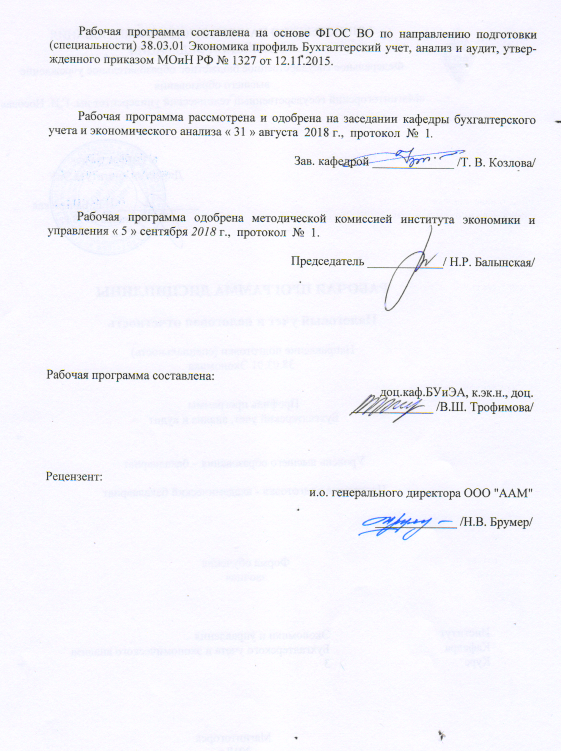 Рабочая программа составлена на основе ФГОС ВО по направлению подготовки
(специальности) 38.03.01 Экономика профиль Бухгалтерский учет, анализ и аудит, утвер-
жденного приказом МОиН РФ № 1327 от 12.11.2015.
Рабочая программа рассмотрена и одобрена на заседании кафедры бухгалтерского
учета и экономического анализа « 31 » августа 2018 г., протокол № 1.
Зав. кафедрой _____________ /Т. В. Козлова/
Рабочая программа одобрена методической комиссией института экономики и
управления « 5 » сентября 2018 г., протокол № 1.
Председатель ____________/ Н.Р. Балынская/
Рабочая программа составлена:
доц.каф.БУиЭА, к.эк.н., доц.
_____________ /В.Ш. Трофимова/
Рецензент:
и.о. генерального директора ООО "ААМ"
_____________ /Н.В. Брумер/